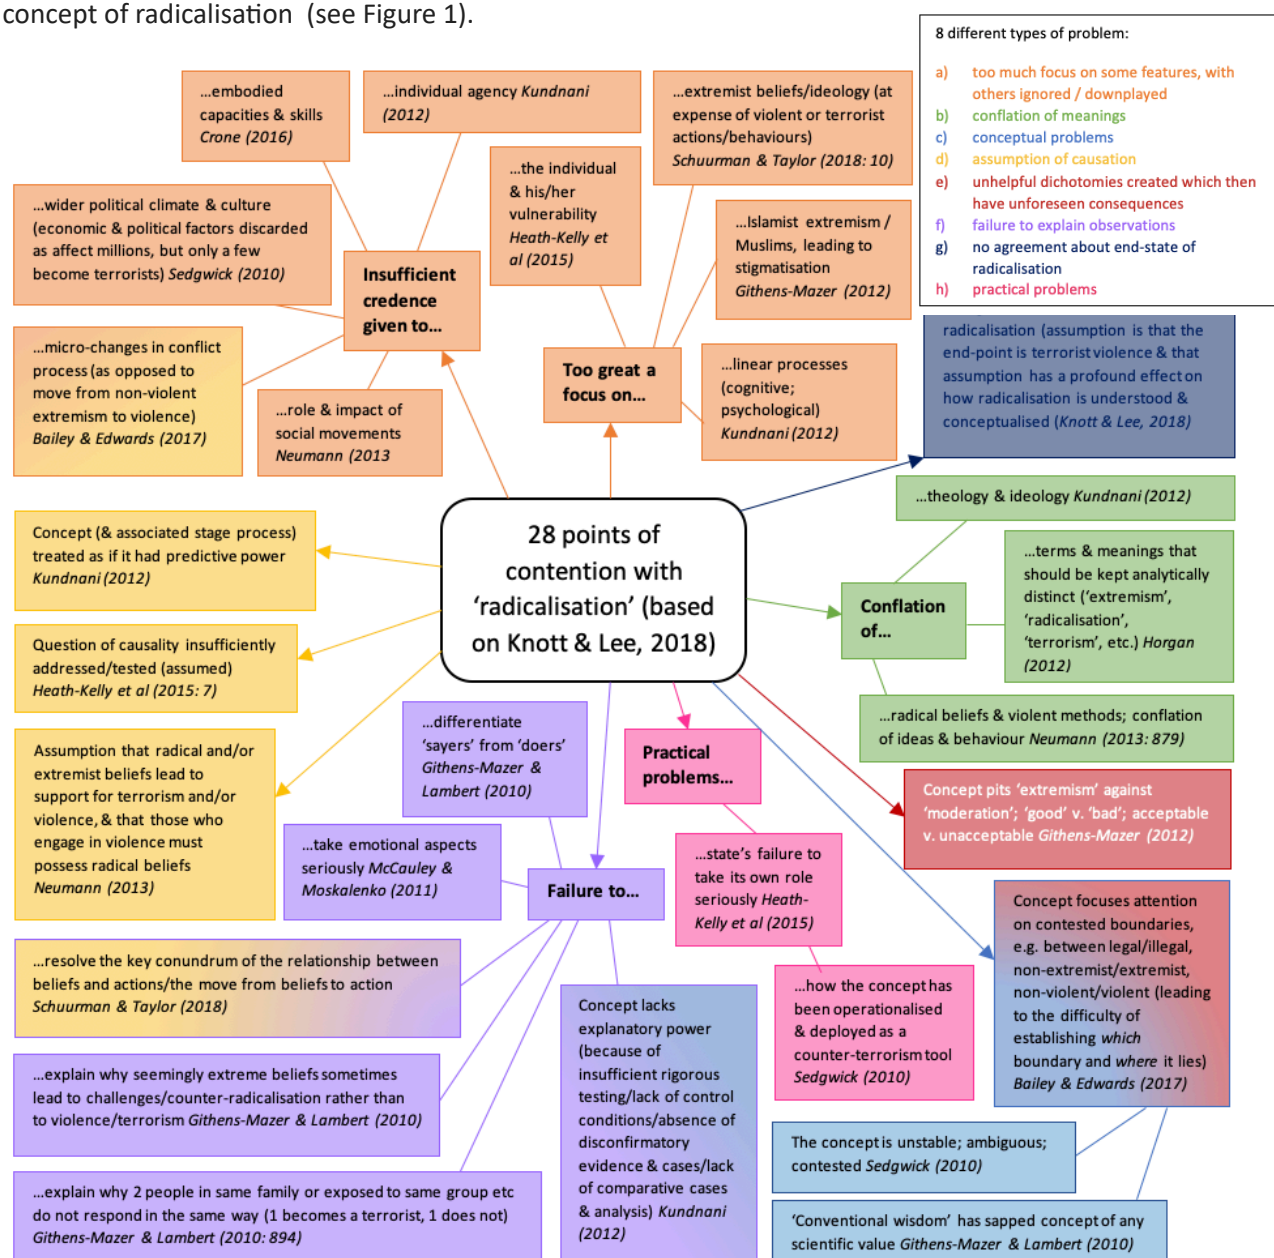 concept of radicalisation  (see Figure 1).
8 different types of problem:
a) too much focus on some features, with
others ignored / downplayed
b) conflation of meanings
c) conceptual problems
d) assumption of causation
e) unhelpful dichotomies created which then
have unforeseen consequences
f) failure to explain observations
g) no agreement about end-state of
radicalisation
h) practical problems
...embodied
capacities & skills
Crone (2016)
...individual agency Kundnani
(2012)
...extremist beliefs/ideology (at
expense of violent or terrorist
actions/behaviours)
Schuurman & Taylor (2018: 10)
...the individual
& his/her
vulnerability
Heath-Kelly et
al (2015)
...wider political climate & culture
(economic & political factors discarded
as affect millions, but only a few
become terrorists) Sedgwick (2010)
...Islamist extremism /
Muslims, leading to
stigmatisation
Githens-Mazer (2012)
Insufficient
credence
given to...
...micro-changes in conflict
process (as opposed to
move from non-violent
extremism to violence)
Bailey & Edwards (2017)
...role & impact of
social movements
Neumann (2013
Too great a
focus on...
...linear processes
(cognitive;
psychological)
Kundnani (2012)
radicalisation (assumption is that the
end-point is terrorist violence & that
assumption has a profound effect on
how radicalisation is understood &
conceptualised (Knott & Lee, 2018)
28 points of
contention with
‘radicalisation’ (based
on Knott & Lee, 2018)
...theology & ideology Kundnani (2012)
Conflation
of...
...terms & meanings that
should be kept analytically
distinct (‘extremism’,
‘radicalisation’,
‘terrorism’, etc.) Horgan
(2012)
...radical beliefs & violent methods; conflation
of ideas & behaviour Neumann (2013: 879)
Concept (& associated stage process)
treated as if it had predictive power
Kundnani (2012)
Question of causality insufficiently
addressed/tested (assumed)
Heath-Kelly et al (2015: 7)
Assumption that radical and/or
extremist beliefs lead to
support for terrorism and/or
violence, & that those who
engage in violence must
possess radical beliefs
Neumann (2013)
...differentiate
‘sayers’ from ‘doers’
Githens-Mazer &
Lambert (2010)
...take emotional aspects
seriously McCauley &
Moskalenko (2011)
Failure to...
...resolve the key conundrum of the relationship between
beliefs and actions/the move from beliefs to action
Schuurman & Taylor (2018)
...explain why seemingly extreme beliefs sometimes
lead to challenges/counter-radicalisation rather than
to violence/terrorism Githens-Mazer & Lambert (2010)
...explain why 2 people in same family or exposed to same group etc
do not respond in the same way (1 becomes a terrorist, 1 does not)
Githens-Mazer & Lambert (2010: 894)
Concept lacks
explanatory power
(because of
insufficient rigorous
testing/lack of control
conditions/absence of
disconfirmatory
evidence & cases/lack
of comparative cases
& analysis) Kundnani
(2012)
Practical
problems...
...state’s failure to
take its own role
seriously Heath-
Kelly et al (2015)
...how the concept has
been operationalised
& deployed as a
counter-terrorism tool
Sedgwick (2010)
Concept pits ‘extremism’ against
‘moderation’; ‘good’ v. ‘bad’; acceptable
v. unacceptable Githens-Mazer (2012)
Concept focuses attention
on contested boundaries,
e.g. between legal/illegal,
non-extremist/extremist,
non-violent/violent (leading
to the difficulty of
establishing which
boundary and where it lies)
Bailey & Edwards (2017)
The concept is unstable; ambiguous;
contested Sedgwick (2010)
‘Conventional wisdom’ has sapped concept of any
scientific value Githens-Mazer & Lambert (2010)